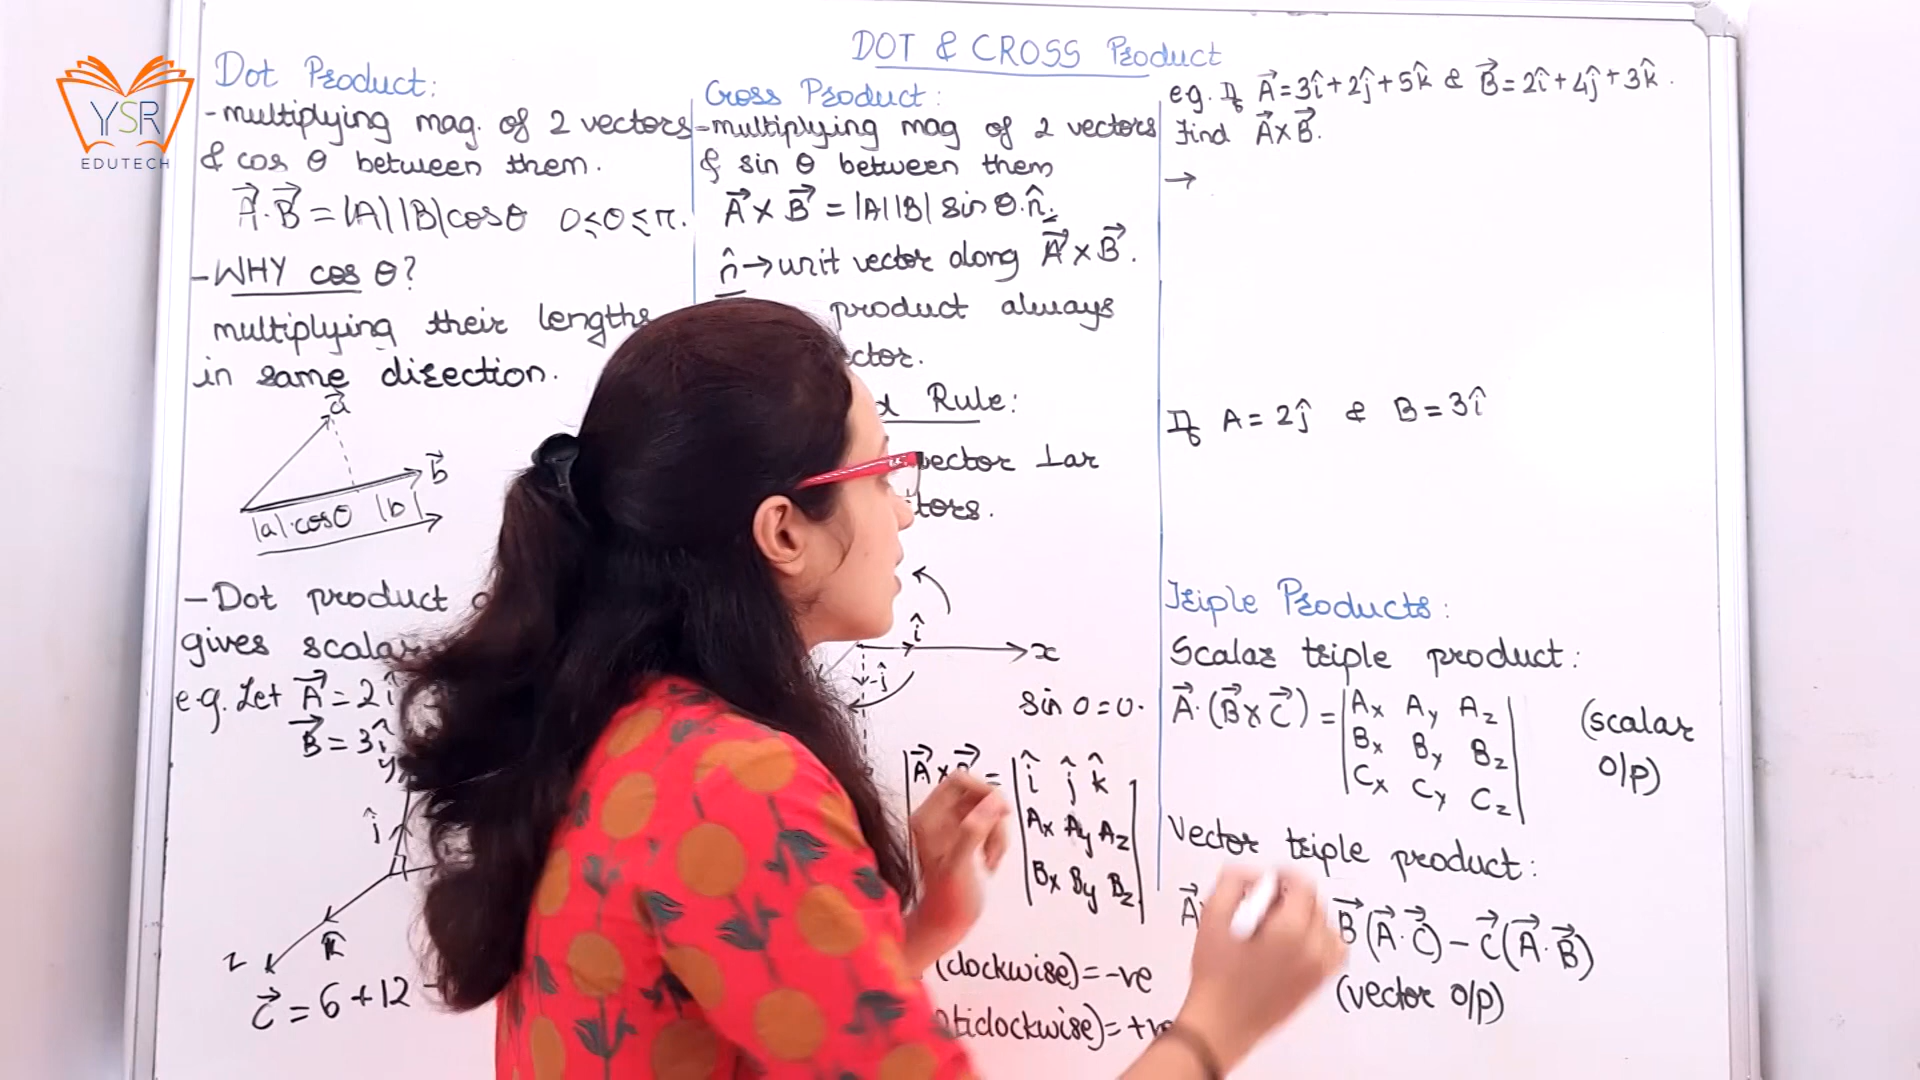 YSR
EDUTECH
DOT & CROSS Product
Dot Product:
-multiplying mag. of 2 vectors
& cos θ between them.
A⃗·B⃗ = |A||B|cosθ 0≤θ≤π.
-WHY cos θ?
multiplying their lengths
in same direction.
a⃗
b⃗
|a|·cosθ |b|
-Dot product
gives scalar
e.g. Let A⃗ = 2î
B⃗ = 3î
y
ĵ
k̂
z
C⃗ = 6+12
Cross Product:
-multiplying mag of 2 vectors
& sin θ between them
A⃗ x B⃗ = |A||B| sin θ.n̂.
n̂→unit vector along A⃗ x B⃗.
product always
Rule:
vector ⊥ar
î
x
-ĵ
sin 0=0.
A⃗ x B⃗ = | î ĵ k̂
Ax Ay Az
Bx By Bz |
(clockwise)=-ve
=+ve
e.g. If A⃗=3î+2ĵ+5k̂ & B⃗=2î+4ĵ+3k̂.
Find A⃗xB⃗.
→
If A=2ĵ & B=3î
Triple Products:
Scalar triple product:
A⃗·(B⃗xC⃗) = | Ax Ay Az
Bx By Bz
Cx Cy Cz |
(scalar
o/p)
Vector triple product:
A⃗
B⃗(A⃗·C⃗)-C⃗(A⃗·B⃗)
(vector o/p)